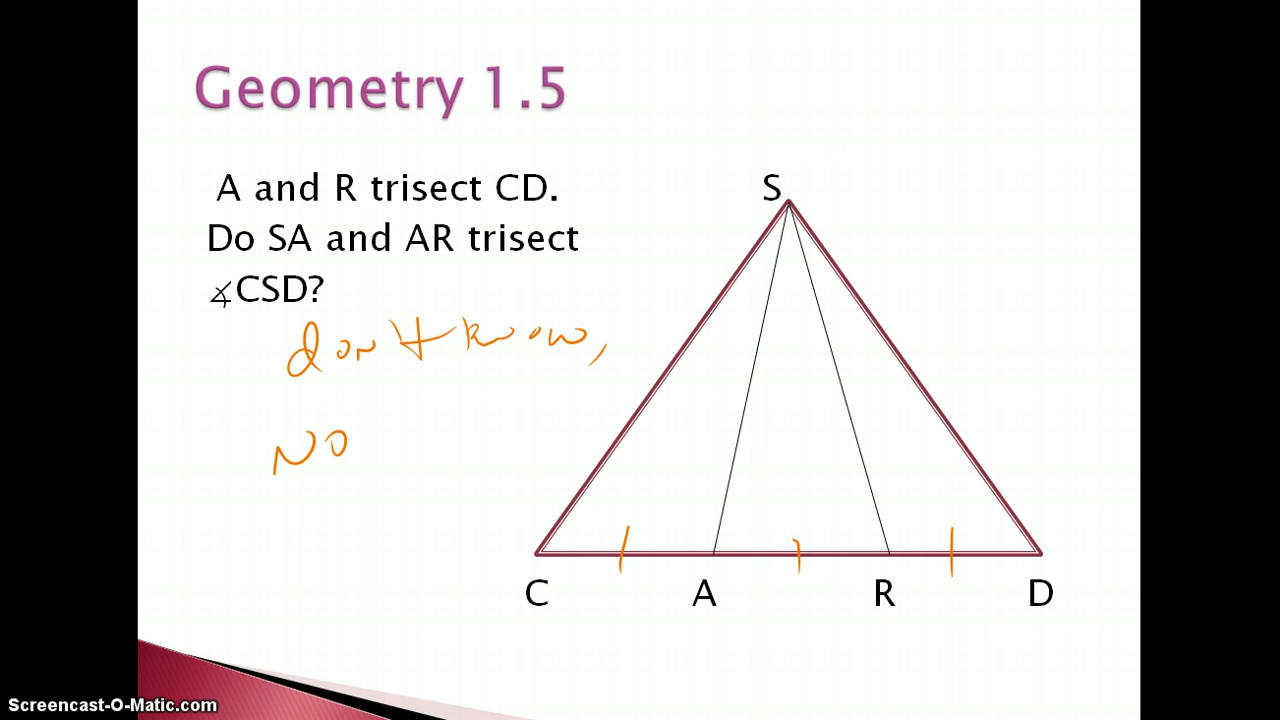 Geometry 1.5
A and R trisect CD.
Do SA and AR trisect
∡CSD?
don't know,
NO
S
C A R D
Screencast-O-Matic.com